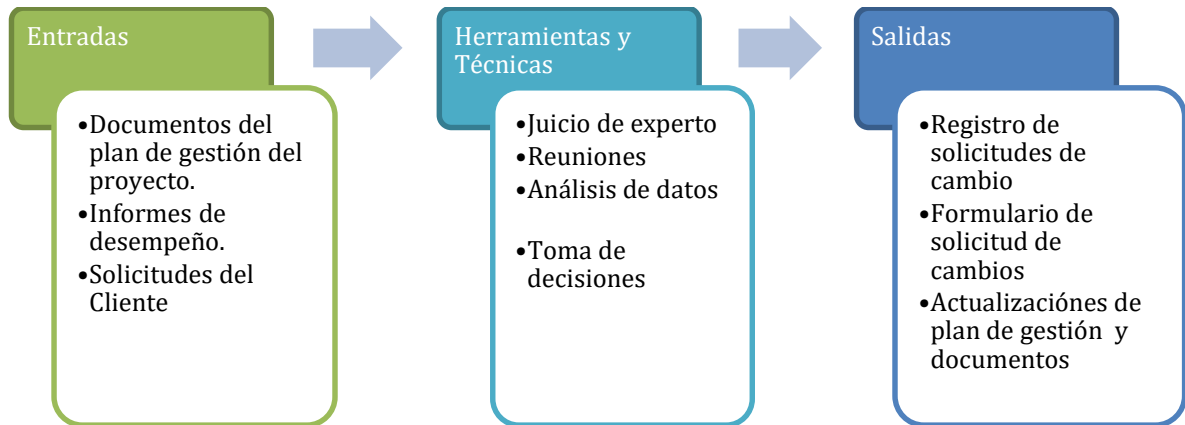 Entradas
•Documentos del
plan de gestión del
proyecto.
•Informes de
desempeño.
•Solicitudes del
Cliente
Herramientas y
Técnicas
•Juicio de experto
•Reuniones
•Análisis de datos
•Toma de
decisiones
Salidas
•Registro de
solicitudes de
cambio
•Formulario de
solicitud de
cambios
•Actualizaciónes de
plan de gestión y
documentos